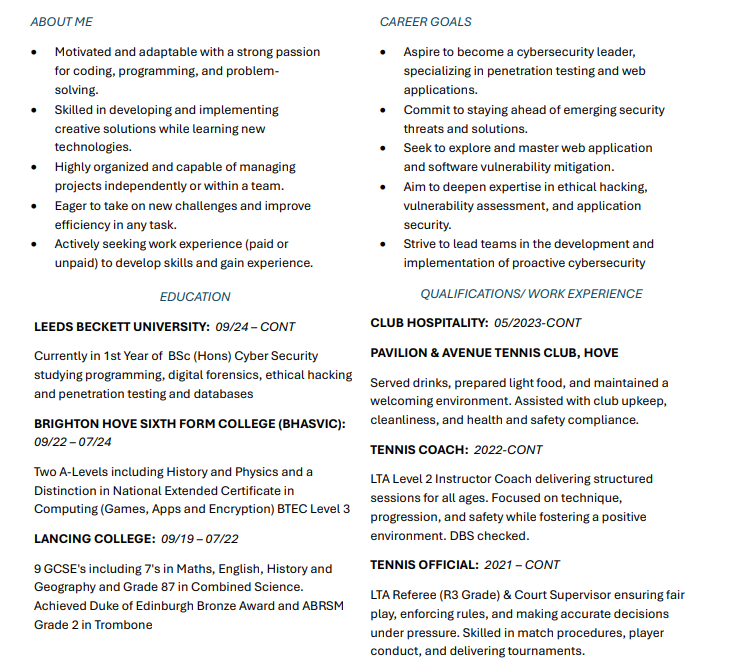 ABOUT ME
• Motivated and adaptable with a strong passion
for coding, programming, and problem-
solving.
• Skilled in developing and implementing
creative solutions while learning new
technologies.
• Highly organized and capable of managing
projects independently or within a team.
• Eager to take on new challenges and improve
efficiency in any task.
• Actively seeking work experience (paid or
unpaid) to develop skills and gain experience.
EDUCATION
LEEDS BECKETT UNIVERSITY: 09/24 – CONT
Currently in 1st Year of BSc (Hons) Cyber Security
studying programming, digital forensics, ethical hacking
and penetration testing and databases
BRIGHTON HOVE SIXTH FORM COLLEGE (BHASVIC):
09/22 – 07/24
Two A-Levels including History and Physics and a
Distinction in National Extended Certificate in
Computing (Games, Apps and Encryption) BTEC Level 3
LANCING COLLEGE: 09/19 – 07/22
9 GCSE's including 7's in Maths, English, History and
Geography and Grade 87 in Combined Science.
Achieved Duke of Edinburgh Bronze Award and ABRSM
Grade 2 in Trombone
CAREER GOALS
• Aspire to become a cybersecurity leader,
specializing in penetration testing and web
applications.
• Commit to staying ahead of emerging security
threats and solutions.
• Seek to explore and master web application
and software vulnerability mitigation.
• Aim to deepen expertise in ethical hacking,
vulnerability assessment, and application
security.
• Strive to lead teams in the development and
implementation of proactive cybersecurity
QUALIFICATIONS/ WORK EXPERIENCE
CLUB HOSPITALITY: 05/2023-CONT
PAVILION & AVENUE TENNIS CLUB, HOVE
Served drinks, prepared light food, and maintained a
welcoming environment. Assisted with club upkeep,
cleanliness, and health and safety compliance.
TENNIS COACH: 2022-CONT
LTA Level 2 Instructor Coach delivering structured
sessions for all ages. Focused on technique,
progression, and safety while fostering a positive
environment. DBS checked.
TENNIS OFFICIAL: 2021 – CONT
LTA Referee (R3 Grade) & Court Supervisor ensuring fair
play, enforcing rules, and making accurate decisions
under pressure. Skilled in match procedures, player
conduct, and delivering tournaments.